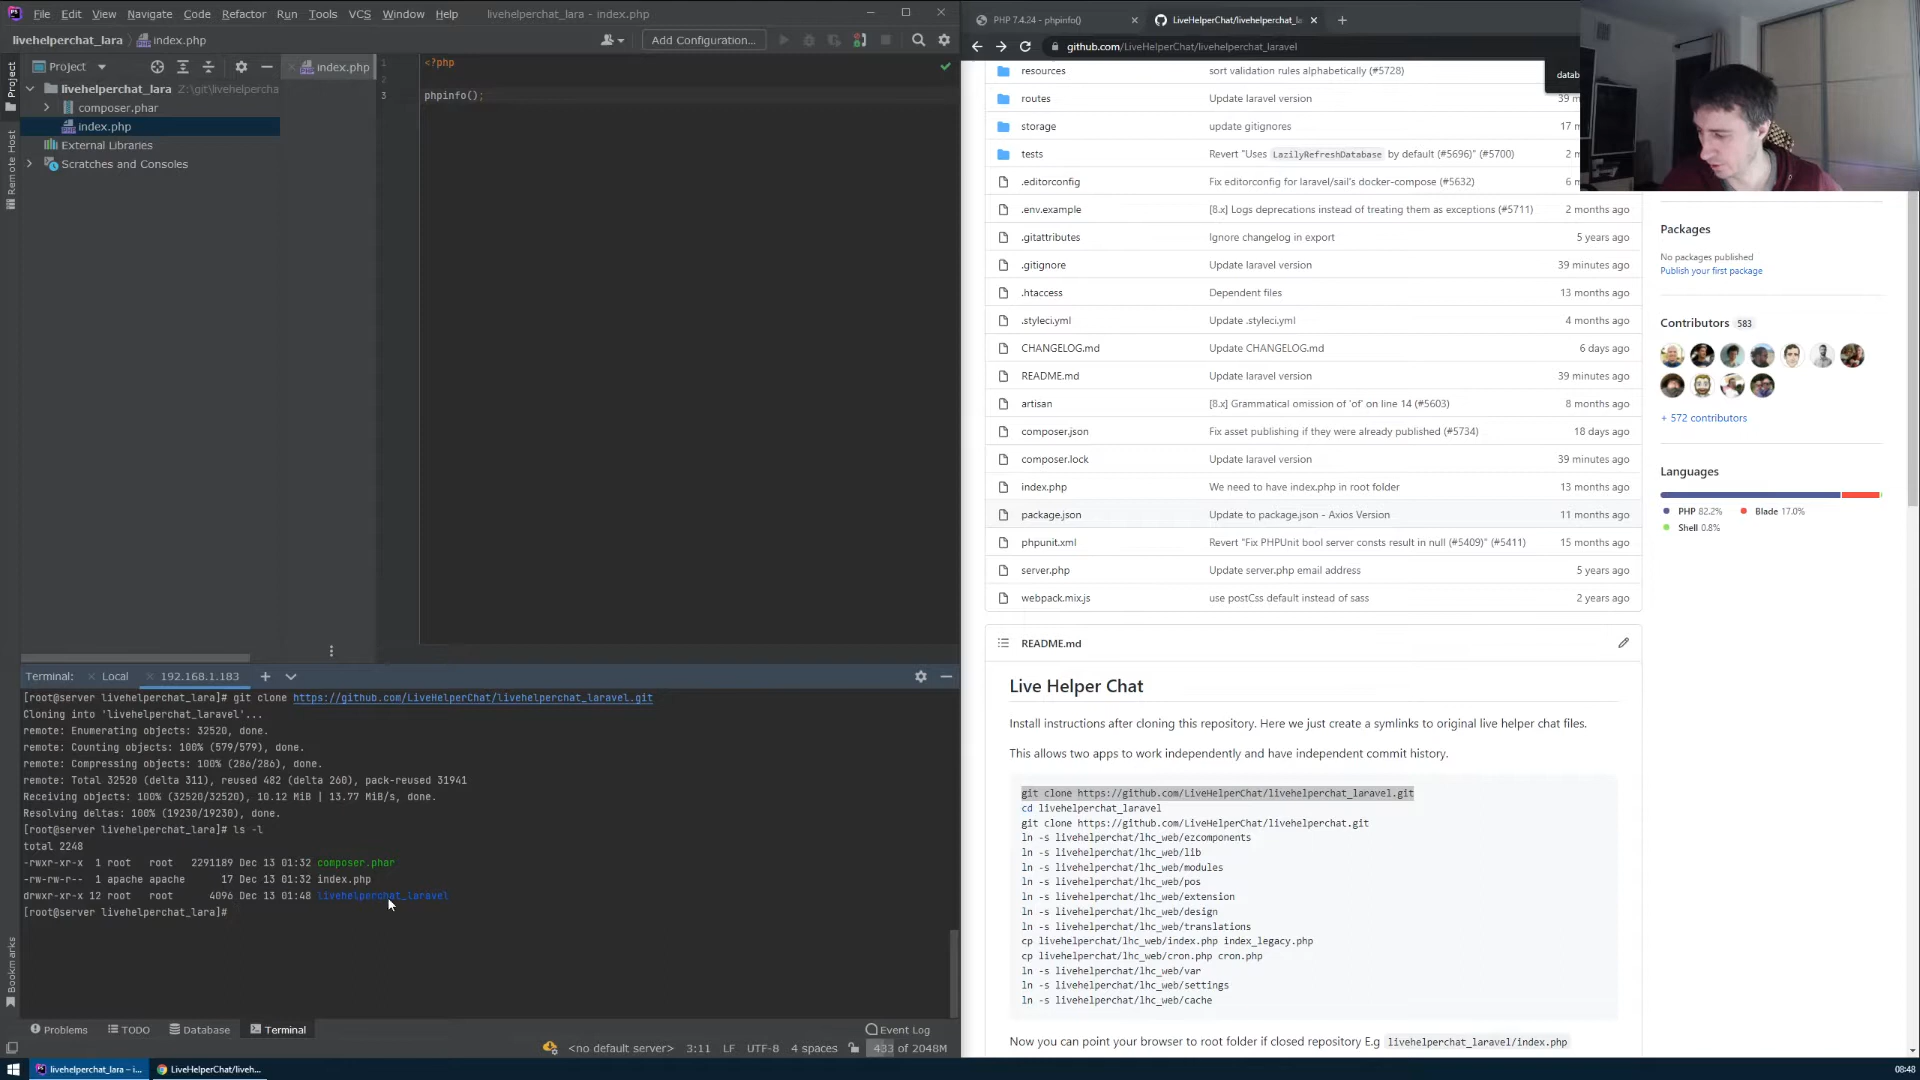 File Edit View Navigate Code Refactor Run Tools VCS Window Help livehelperchat_lara - index.php
livehelperchat_lara index.php Add Configuration...
Project index.php
livehelperchat_lara Z:\git\livehelpercha
composer.phar
index.php
External Libraries
Scratches and Consoles
Project
Remote Host
Bookmarks
1 <?php
2
3 phpinfo();
Terminal: Local 192.168.1.183
[root@server livehelperchat_lara]# git clone https://github.com/LiveHelperChat/livehelperchat_laravel.git
Cloning into 'livehelperchat_laravel'...
remote: Enumerating objects: 32520, done.
remote: Counting objects: 100% (579/579), done.
remote: Compressing objects: 100% (286/286), done.
remote: Total 32520 (delta 311), reused 482 (delta 260), pack-reused 31941
Receiving objects: 100% (32520/32520), 10.12 MiB | 13.77 MiB/s, done.
Resolving deltas: 100% (19230/19230), done.
[root@server livehelperchat_lara]# ls -l
total 2248
-rwxr-xr-x 1 root root 2291189 Dec 13 01:32 composer.phar
-rw-rw-r-- 1 apache apache 17 Dec 13 01:32 index.php
drwxr-xr-x 12 root root 4096 Dec 13 01:48 livehelperchat_laravel
[root@server livehelperchat_lara]#
Problems TODO Database Terminal Event Log
<no default server> 3:11 LF UTF-8 4 spaces 433 of 2048M
livehelperchat_lara – i... LiveHelperChat/liveh... 08:48
PHP 7.4.24 - phpinfo() LiveHelperChat/livehelperchat_la
github.com/LiveHelperChat/livehelperchat_laravel
datab
resources sort validation rules alphabetically (#5728)
routes Update laravel version 39 m
storage update gitignores 17 m
tests Revert "Uses LazilyRefreshDatabase by default (#5696)" (#5700) 2 m
.editorconfig Fix editorconfig for laravel/sail's docker-compose (#5632) 6 m
.env.example [8.x] Logs deprecations instead of treating them as exceptions (#5711) 2 months ago
.gitattributes Ignore changelog in export 5 years ago
.gitignore Update laravel version 39 minutes ago
.htaccess Dependent files 13 months ago
.styleci.yml Update .styleci.yml 4 months ago
CHANGELOG.md Update CHANGELOG.md 6 days ago
README.md Update laravel version 39 minutes ago
artisan [8.x] Grammatical omission of 'of' on line 14 (#5603) 8 months ago
composer.json Fix asset publishing if they were already published (#5734) 18 days ago
composer.lock Update laravel version 39 minutes ago
index.php We need to have index.php in root folder 13 months ago
package.json Update to package.json - Axios Version 11 months ago
phpunit.xml Revert "Fix PHPUnit bool server consts result in null (#5409)" (#5411) 15 months ago
server.php Update server.php email address 5 years ago
webpack.mix.js use postCss default instead of sass 2 years ago
README.md
Live Helper Chat
Install instructions after cloning this repository. Here we just create a symlinks to original live helper chat files.
This allows two apps to work independently and have independent commit history.
git clone https://github.com/LiveHelperChat/livehelperchat_laravel.git
cd livehelperchat_laravel
git clone https://github.com/LiveHelperChat/livehelperchat.git
ln -s livehelperchat/lhc_web/ezcomponents
ln -s livehelperchat/lhc_web/lib
ln -s livehelperchat/lhc_web/modules
ln -s livehelperchat/lhc_web/pos
ln -s livehelperchat/lhc_web/extension
ln -s livehelperchat/lhc_web/design
ln -s livehelperchat/lhc_web/translations
cp livehelperchat/lhc_web/index.php index_legacy.php
cp livehelperchat/lhc_web/cron.php cron.php
ln -s livehelperchat/lhc_web/var
ln -s livehelperchat/lhc_web/settings
ln -s livehelperchat/lhc_web/cache
Now you can point your browser to root folder if closed repository E.g livehelperchat_laravel/index.php
Packages
No packages published
Publish your first package
Contributors 583
+ 572 contributors
Languages
PHP 82.2% Blade 17.0%
Shell 0.8%